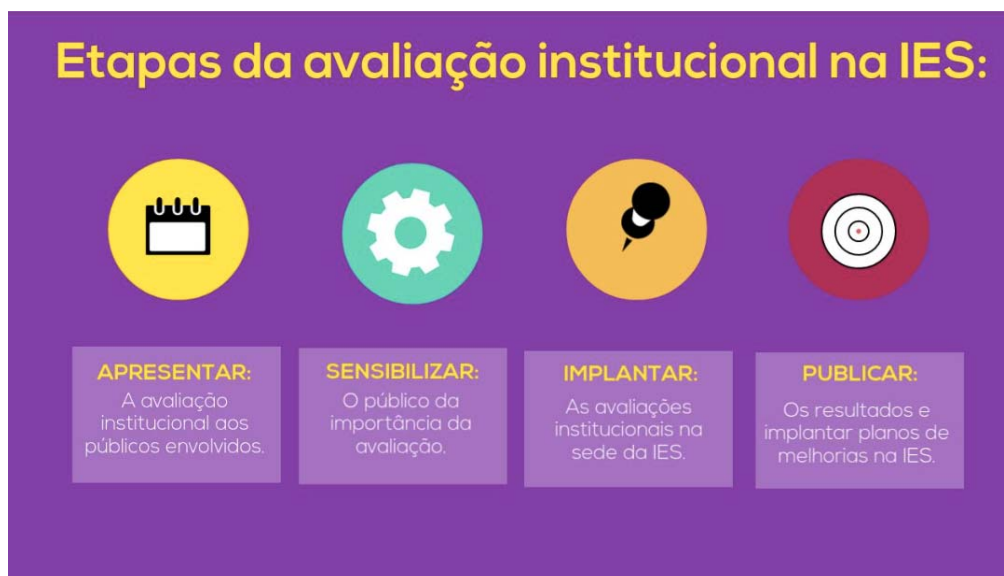 Etapas da avaliação institucional na IES:
APRESENTAR:
A avaliação
institucional aos
públicos envolvidos.
SENSIBILIZAR:
O público da
importância da
avaliação.
IMPLANTAR:
As avaliações
institucionais na
sede da IES.
PUBLICAR:
Os resultados e
implantar planos de
melhorias na IES.